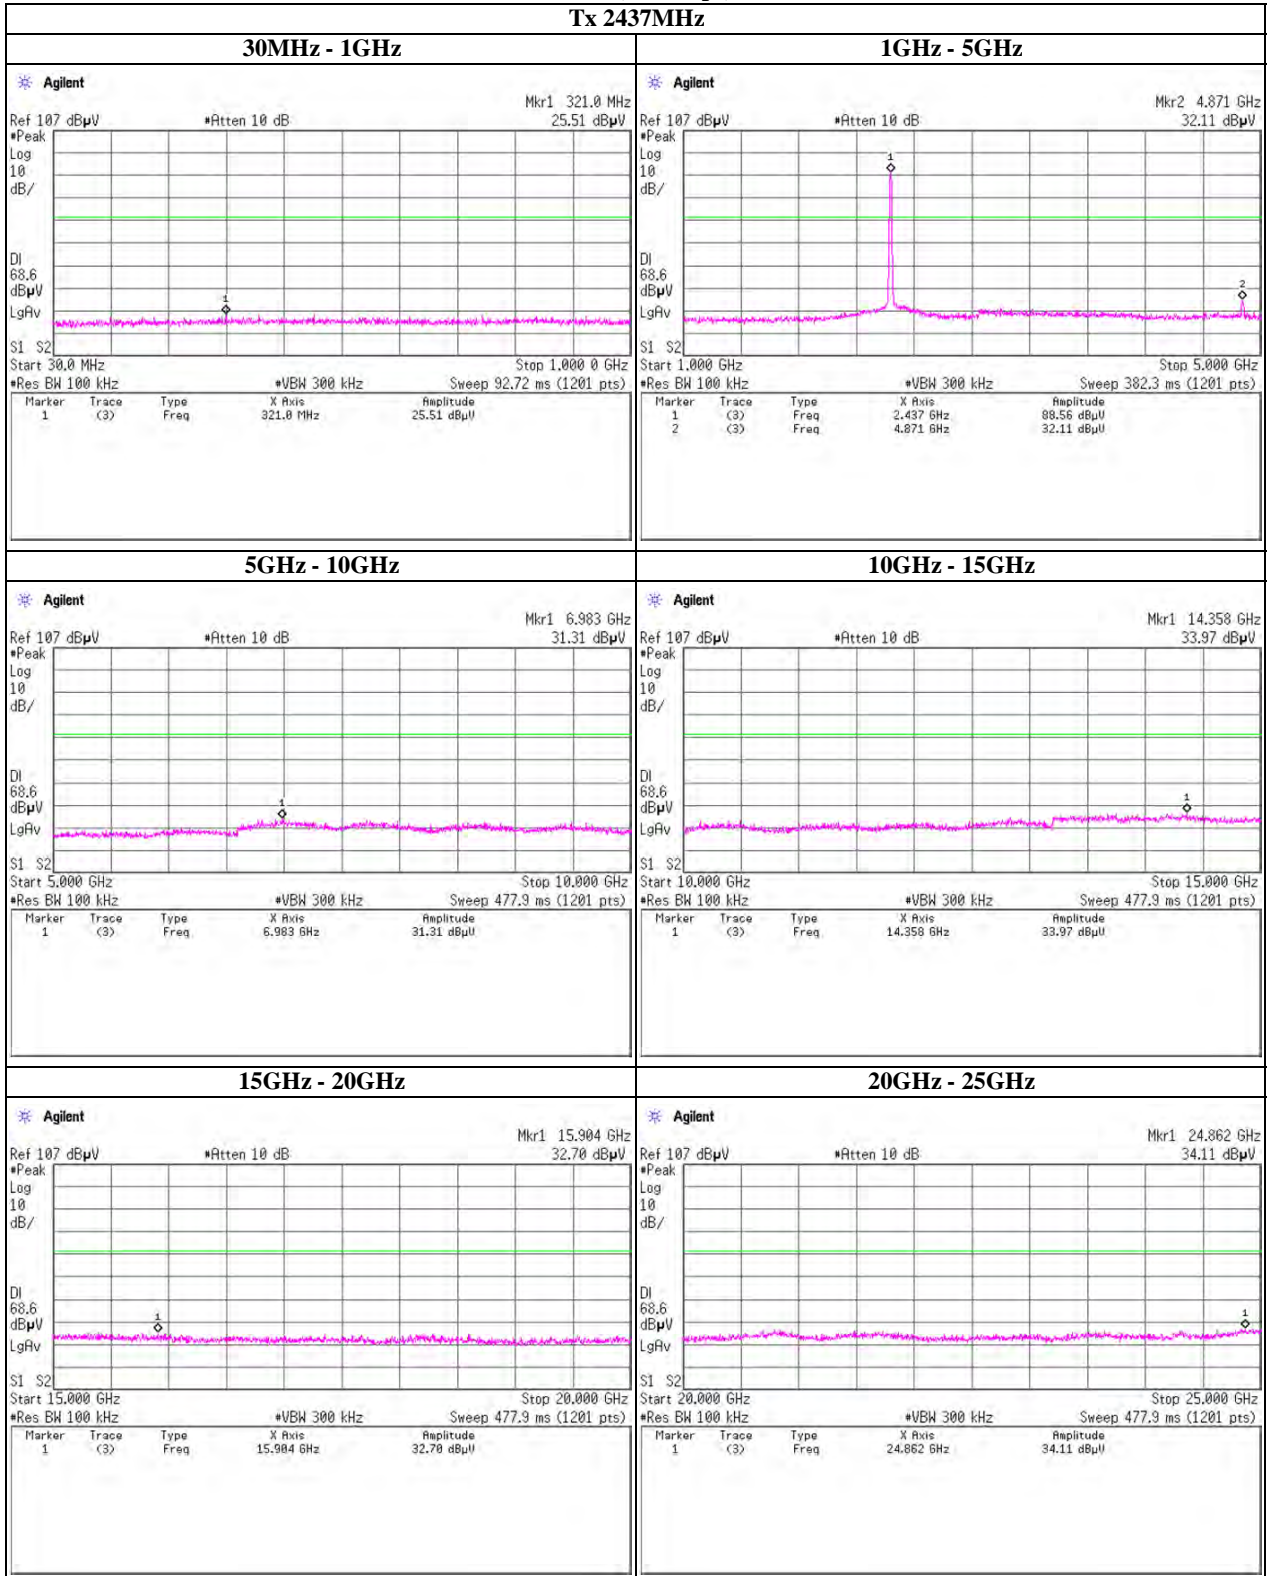 Tx 2437MHz
30MHz - 1GHz
1GHz - 5GHz
Agilent
Mkr1 321.0 MHz
Ref 107 dBµV #Atten 10 dB 25.51 dBµV
#Peak
Log
10
dB/
1
DI
68.6
dBµV
LgAv
S1 S2
Start 30.0 MHz Stop 1.000 0 GHz
#Res BW 100 kHz #VBW 300 kHz Sweep 92.72 ms (1201 pts)
Marker Trace Type X Axis Amplitude
1 (3) Freq 321.0 MHz 25.51 dBµV
Agilent
Mkr2 4.871 GHz
Ref 107 dBµV #Atten 10 dB 32.11 dBµV
#Peak
Log
10
dB/
1
DI
68.6
dBµV
2
LgAv
S1 S2
Start 1.000 GHz Stop 5.000 GHz
#Res BW 100 kHz #VBW 300 kHz Sweep 382.3 ms (1201 pts)
Marker Trace Type X Axis Amplitude
1 (3) Freq 2.437 GHz 88.56 dBµV
2 (3) Freq 4.871 GHz 32.11 dBµV
5GHz - 10GHz
10GHz - 15GHz
Agilent
Mkr1 6.983 GHz
Ref 107 dBµV #Atten 10 dB 31.31 dBµV
#Peak
Log
10
dB/
DI
68.6
dBµV
1
LgAv
S1 S2
Start 5.000 GHz Stop 10.000 GHz
#Res BW 100 kHz #VBW 300 kHz Sweep 477.9 ms (1201 pts)
Marker Trace Type X Axis Amplitude
1 (3) Freq 6.983 GHz 31.31 dBµV
Agilent
Mkr1 14.358 GHz
Ref 107 dBµV #Atten 10 dB 33.97 dBµV
#Peak
Log
10
dB/
DI
68.6
1
dBµV
LgAv
S1 S2
Start 10.000 GHz Stop 15.000 GHz
#Res BW 100 kHz #VBW 300 kHz Sweep 477.9 ms (1201 pts)
Marker Trace Type X Axis Amplitude
1 (3) Freq 14.358 GHz 33.97 dBµV
15GHz - 20GHz
20GHz - 25GHz
Agilent
Mkr1 15.904 GHz
Ref 107 dBµV #Atten 10 dB 32.70 dBµV
#Peak
Log
10
dB/
DI
68.6
1
dBµV
LgAv
S1 S2
Start 15.000 GHz Stop 20.000 GHz
#Res BW 100 kHz #VBW 300 kHz Sweep 477.9 ms (1201 pts)
Marker Trace Type X Axis Amplitude
1 (3) Freq 15.904 GHz 32.70 dBµV
Agilent
Mkr1 24.862 GHz
Ref 107 dBµV #Atten 10 dB 34.11 dBµV
#Peak
Log
10
dB/
DI
68.6
1
dBµV
LgAv
S1 S2
Start 20.000 GHz Stop 25.000 GHz
#Res BW 100 kHz #VBW 300 kHz Sweep 477.9 ms (1201 pts)
Marker Trace Type X Axis Amplitude
1 (3) Freq 24.862 GHz 34.11 dBµV